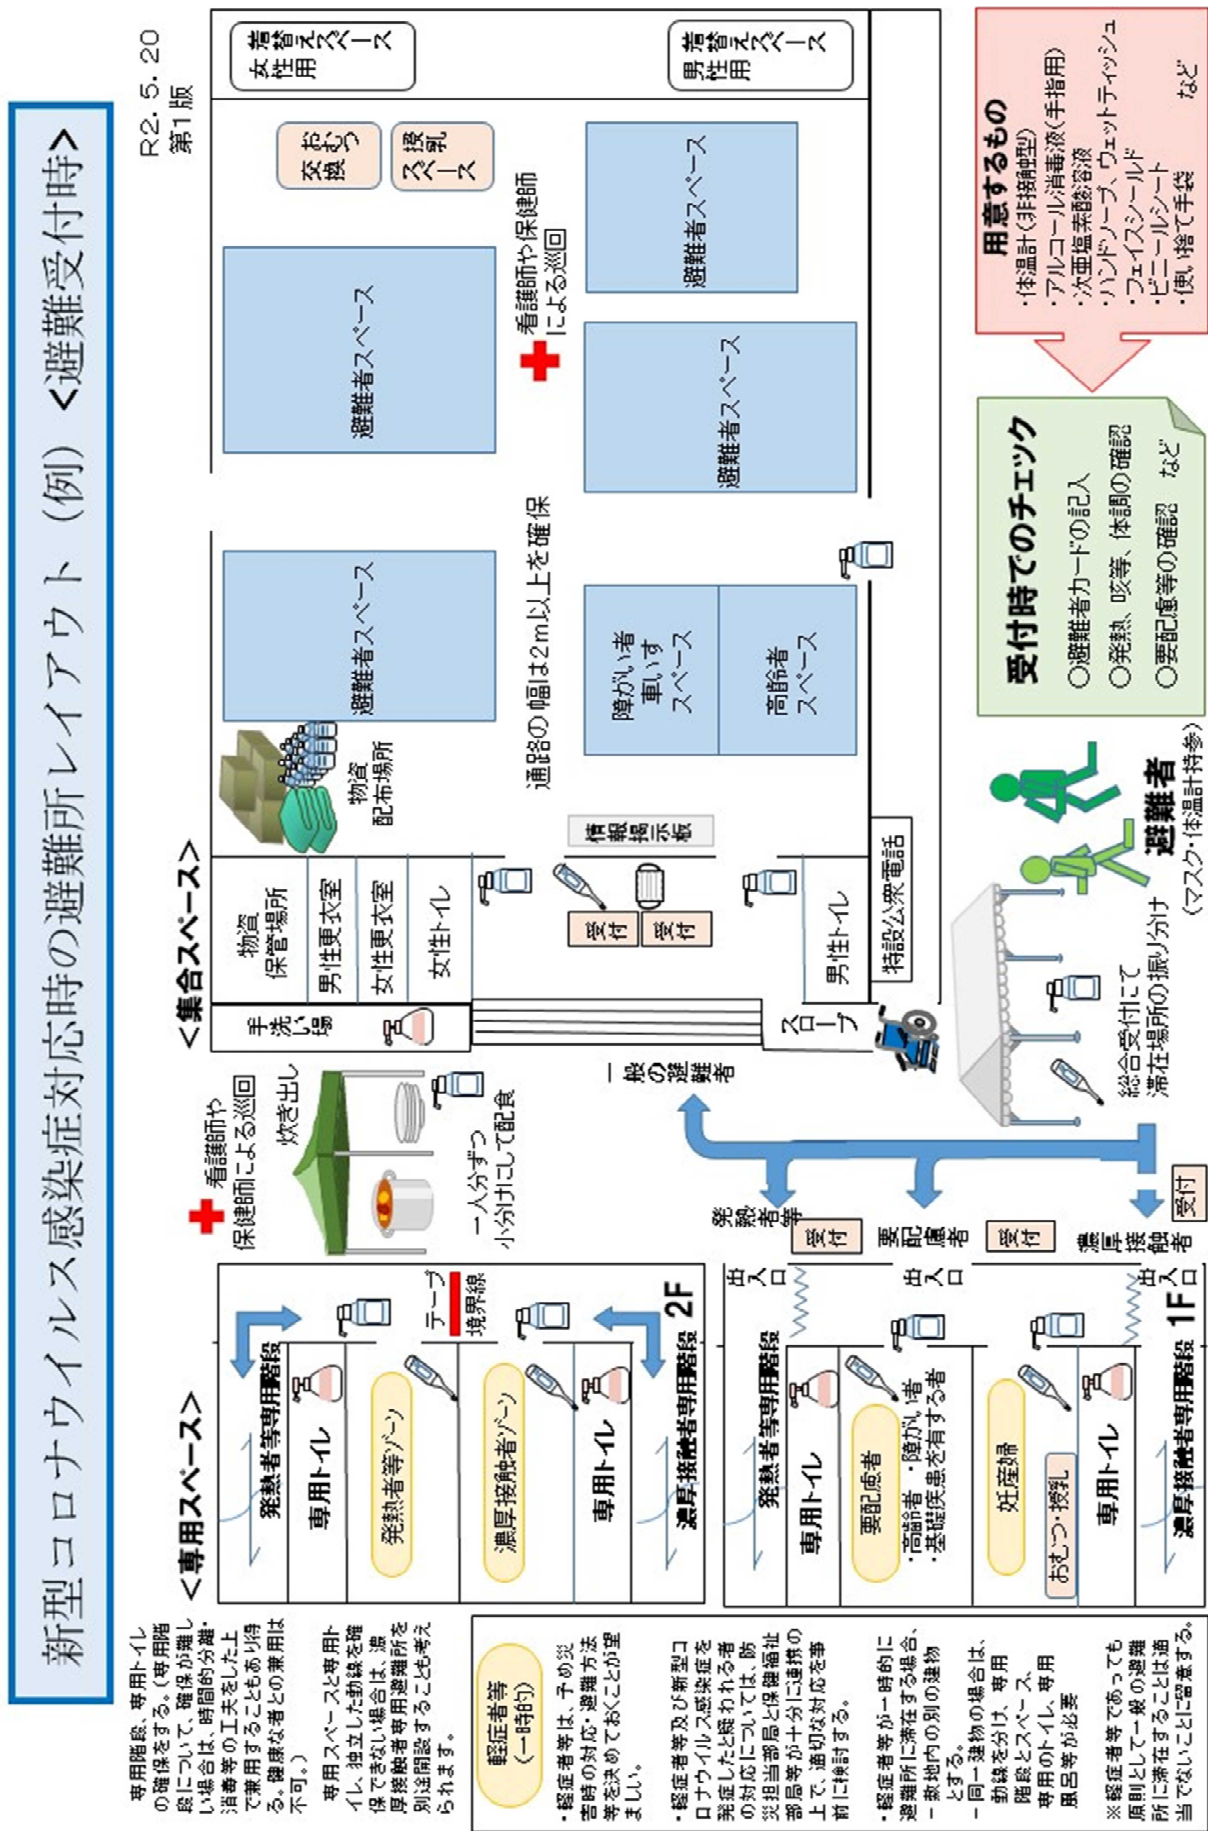 新型コロナウイルス感染症対応時の避難所レイアウト（例）<避難受付時>
R2.5.20
第1版
<専用スペース>
専用階段、専用トイレ
の確保をする。(専用階
段について、確保が難し
い場合は、時間的分離・
消毒等の工夫をした上
で兼用することもあり得
る。健康な者との兼用は
不可。)
専用スペースと専用ト
イレ、独立した動線を確
保できない場合は、濃
厚接触者専用避難所を
別途開設することも考え
られます。
発熱者等専用階段
専用トイレ
発熱者等ゾーン
濃厚接触者ゾーン
専用トイレ
濃厚接触者専用階段
2F
テープ
境界線
看護師や
保健師による巡回
炊き出し
一人分ずつ
小分けにして配食
<集合スペース>
手洗い場
物資
保管場所
男性更衣室
女性更衣室
女性トイレ
受付
受付
男性トイレ
スロープ
特設公衆電話
情報掲示板
物資
配布場所
避難者スペース
避難者スペース
おむつ
交換
授乳
スペース
着替えスペース
女性用
着替えスペース
男性用
通路の幅は2m以上を確保
看護師や保健師
による巡回
障がい者
車いす
スペース
高齢者
スペース
避難者スペース
避難者スペース
軽症者等
(一時的)
・軽症者等は、予め災
害時の対応・避難方法
等を決めておくことが望
ましい。
・軽症者等及び新型コ
ロナウイルス感染症を
発症したと疑われる者
の対応については、防
災担当部局と保健福祉
部局等が十分に連携の
上で、適切な対応を事
前に検討する。
・軽症者等が一時的に
避難所に滞在する場合、
－敷地内の別の建物
とする。
－同一建物の場合は、
動線を分け、専用
階段とスペース、
専用のトイレ、専用
風呂等が必要
※軽症者等であっても
原則として一般の避難
所に滞在することは適
当でないことに留意する。
発熱者等専用階段
専用トイレ
要配慮者
・高齢者 ・障がい者
・基礎疾患を有する者
妊産婦
おむつ・授乳
専用トイレ
濃厚接触者専用階段
1F
出入口
出入口
出入口
発熱者等
受付
要配慮者
受付
濃厚接触者
受付
一般の避難者
総合受付にて
滞在場所の振り分け
避難者
(マスク・体温計持参)
受付時でのチェック
○避難者カードの記入
○発熱、咳等、体調の確認
○要配慮等の確認 など
用意するもの
・体温計(非接触型)
・アルコール消毒液(手指用)
・次亜塩素酸溶液
・ハンドソープ、ウェットティッシュ
・フェイスシールド
・ビニールシート
・使い捨て手袋 など